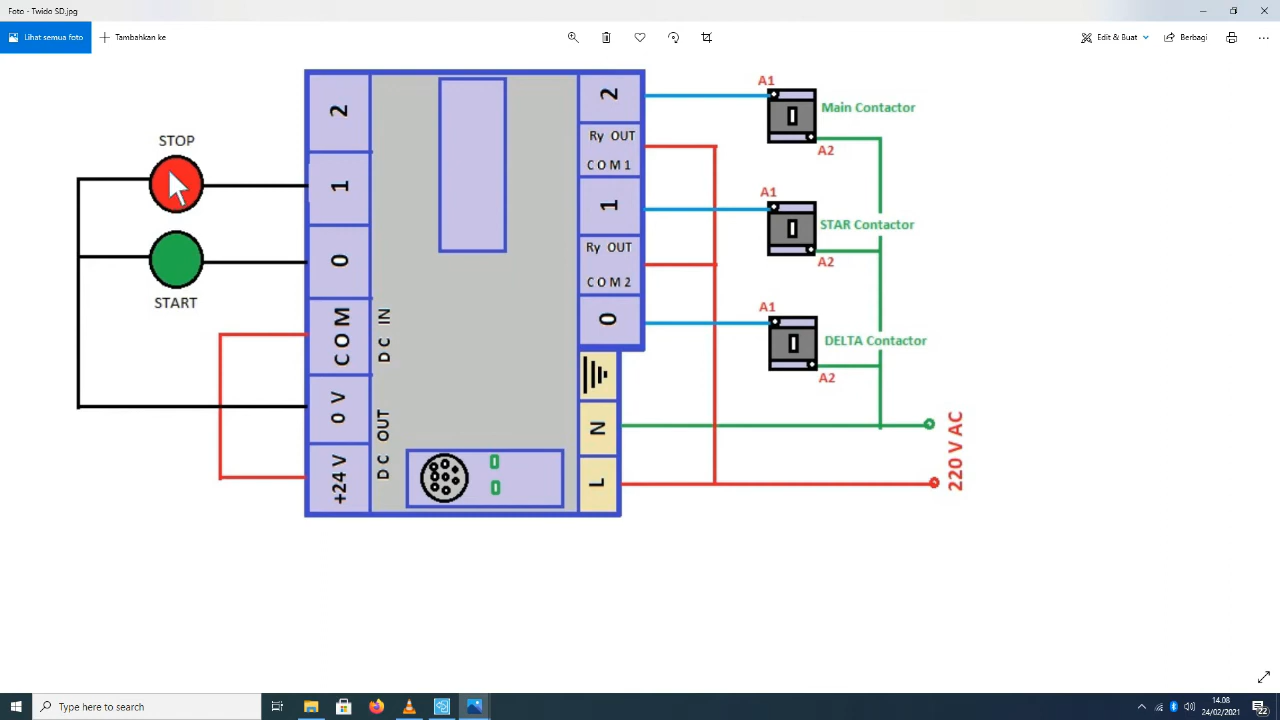 Foto - Twido SD.jpg
Lihat semua foto
Tambahkan ke
Edit & Buat
Berbagi
STOP
START
2
1
0
COM
0 V
+24 V
DC IN
DC OUT
2
Ry OUT
COM1
1
Ry OUT
COM2
0
N
L
A1
Main Contactor
A2
A1
STAR Contactor
A2
A1
DELTA Contactor
A2
220 V AC
Type here to search
14.08
24/02/2021
22